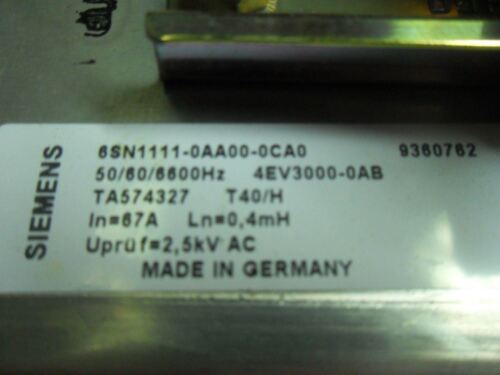 SIEMENS
6SN1111-0AA00-0CA0 9360762
50/60/6600Hz 4EV3000-0AB
TA574327 T40/H
In=67A Ln=0,4mH
Uprüf=2,5kV AC
MADE IN GERMANY